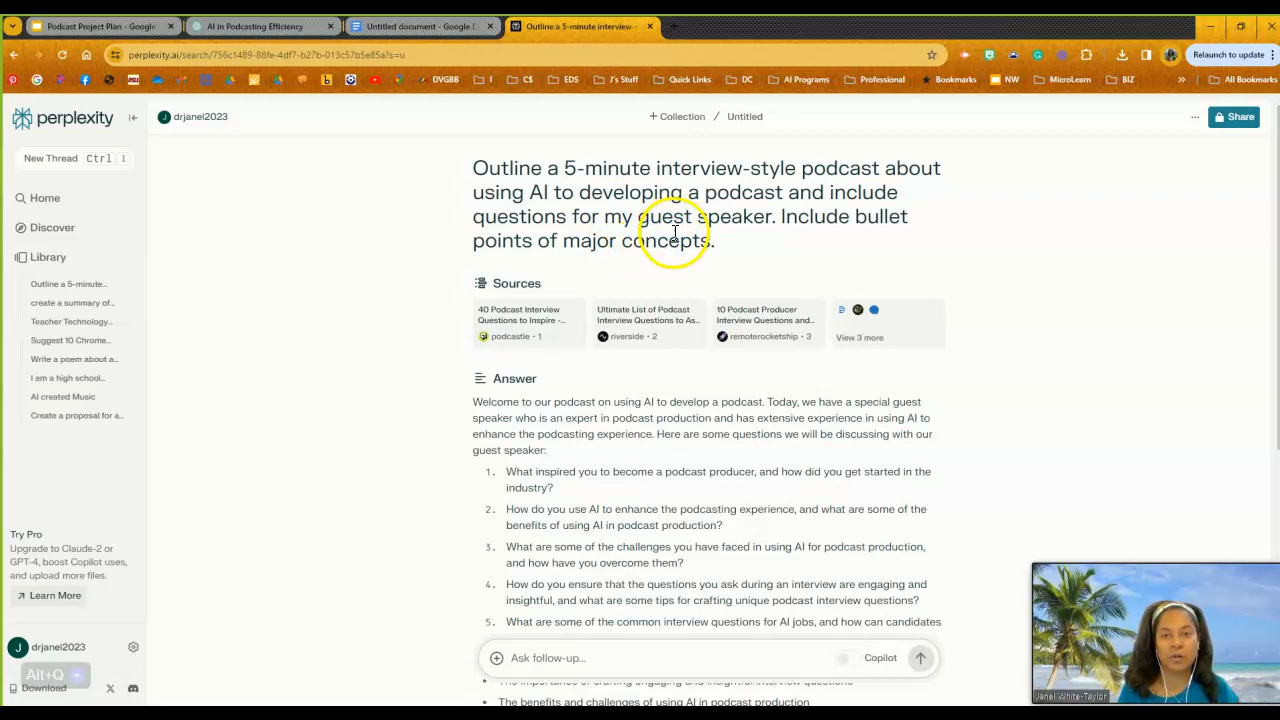 Podcast Project Plan - Google
AI in Podcasting Efficiency
Untitled document - Google D
Outline a 5-minute interview-
perplexity.ai/search/756c1489-88fe-4df7-b27b-013c57b5e85a?s=u
Relaunch to update
DVGBB
I
C$
EDS
J's Stuff
Quick Links
DC
AI Programs
Professional
Bookmarks
NW
MicroLearn
BIZ
All Bookmarks
perplexity
New Thread
Ctrl
I
Home
Discover
Library
Outline a 5-minute...
create a summary of...
Teacher Technology...
Suggest 10 Chrome...
Write a poem about a...
I am a high school...
AI created Music
Create a proposal for a...
Try Pro
Upgrade to Claude-2 or
GPT-4, boost Copilot uses,
and upload more files.
Learn More
drjanel2023
Alt+Q
Download
drjanel2023
+ Collection / Untitled
Share
Outline a 5-minute interview-style podcast about
using AI to developing a podcast and include
questions for my guest speaker. Include bullet
points of major concepts.
Sources
40 Podcast Interview
Questions to Inspire -...
podcastle • 1
Ultimate List of Podcast
Interview Questions to As...
riverside • 2
10 Podcast Producer
Interview Questions and...
remoterocketship • 3
View 3 more
Answer
Welcome to our podcast on using AI to develop a podcast. Today, we have a special guest
speaker who is an expert in podcast production and has extensive experience in using AI to
enhance the podcasting experience. Here are some questions we will be discussing with our
guest speaker:
1. What inspired you to become a podcast producer, and how did you get started in the
industry?
2. How do you use AI to enhance the podcasting experience, and what are some of the
benefits of using AI in podcast production?
3. What are some of the challenges you have faced in using AI for podcast production,
and how have you overcome them?
4. How do you ensure that the questions you ask during an interview are engaging and
insightful, and what are some tips for crafting unique podcast interview questions?
5. What are some of the common interview questions for AI jobs, and how can candidates
Ask follow-up...
Copilot
• The importance of crafting engaging and insightful interview questions
• The benefits and challenges of using AI in podcast production
Janel White-Taylor